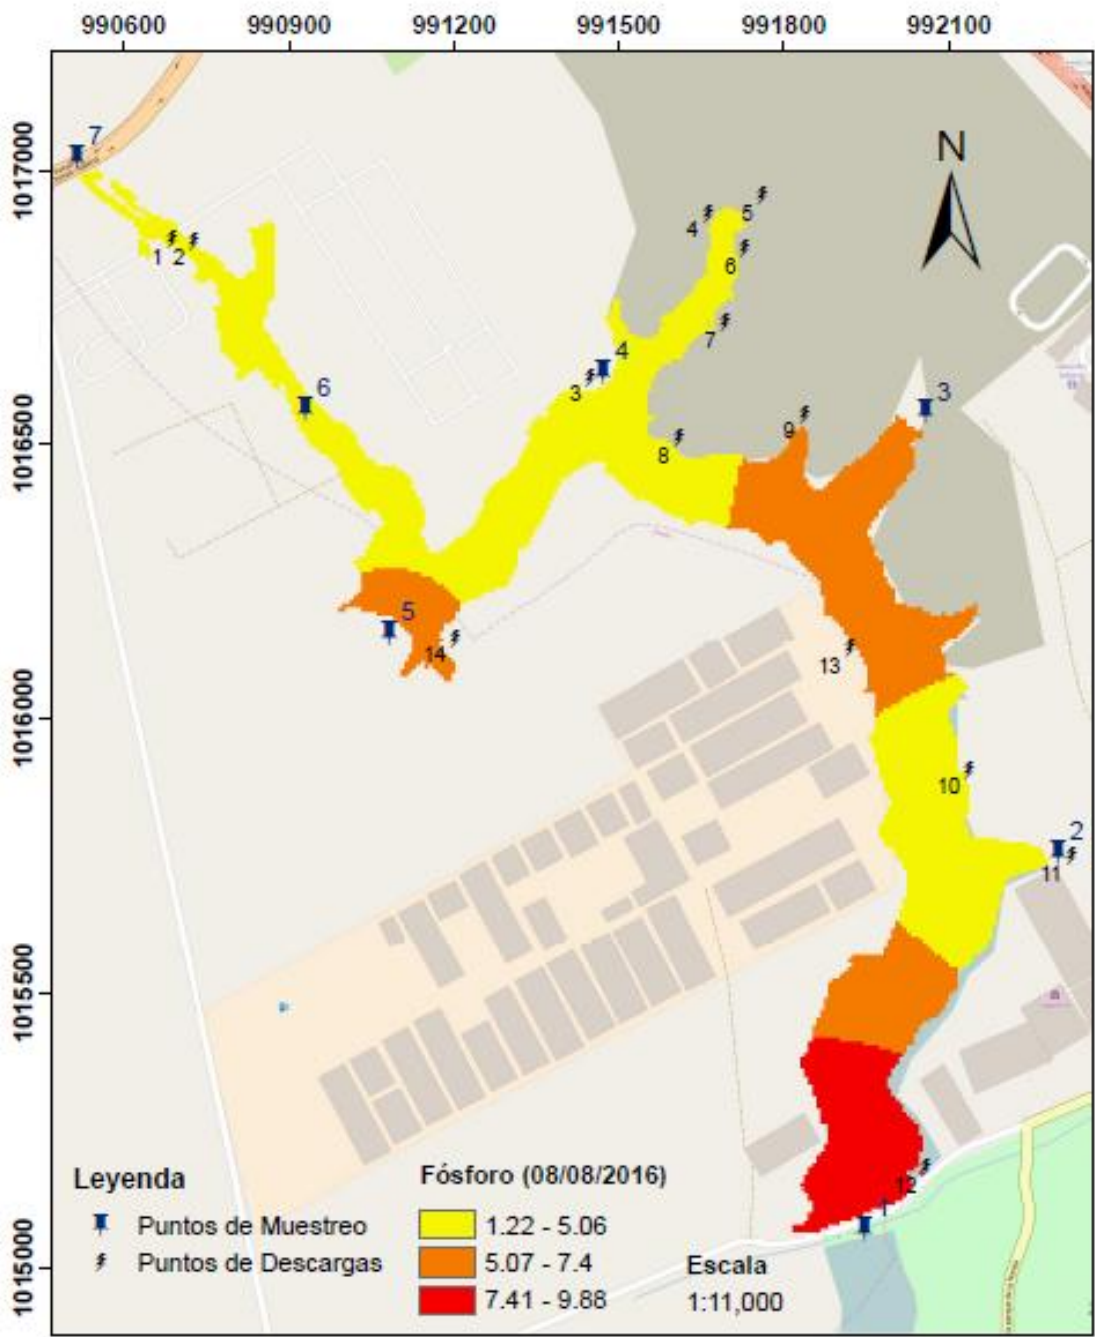 990600 990900 991200 991500 991800 992100
1017000
1016500
1016000
1015500
1015000
N
7
1 2
6
4
5
6
7
4
3
8
9
3
5
14
13
10
2
11
12
1
Leyenda
Puntos de Muestreo
Puntos de Descargas
Fósforo (08/08/2016)
1.22 - 5.06
5.07 - 7.4
7.41 - 9.88
Escala
1:11,000